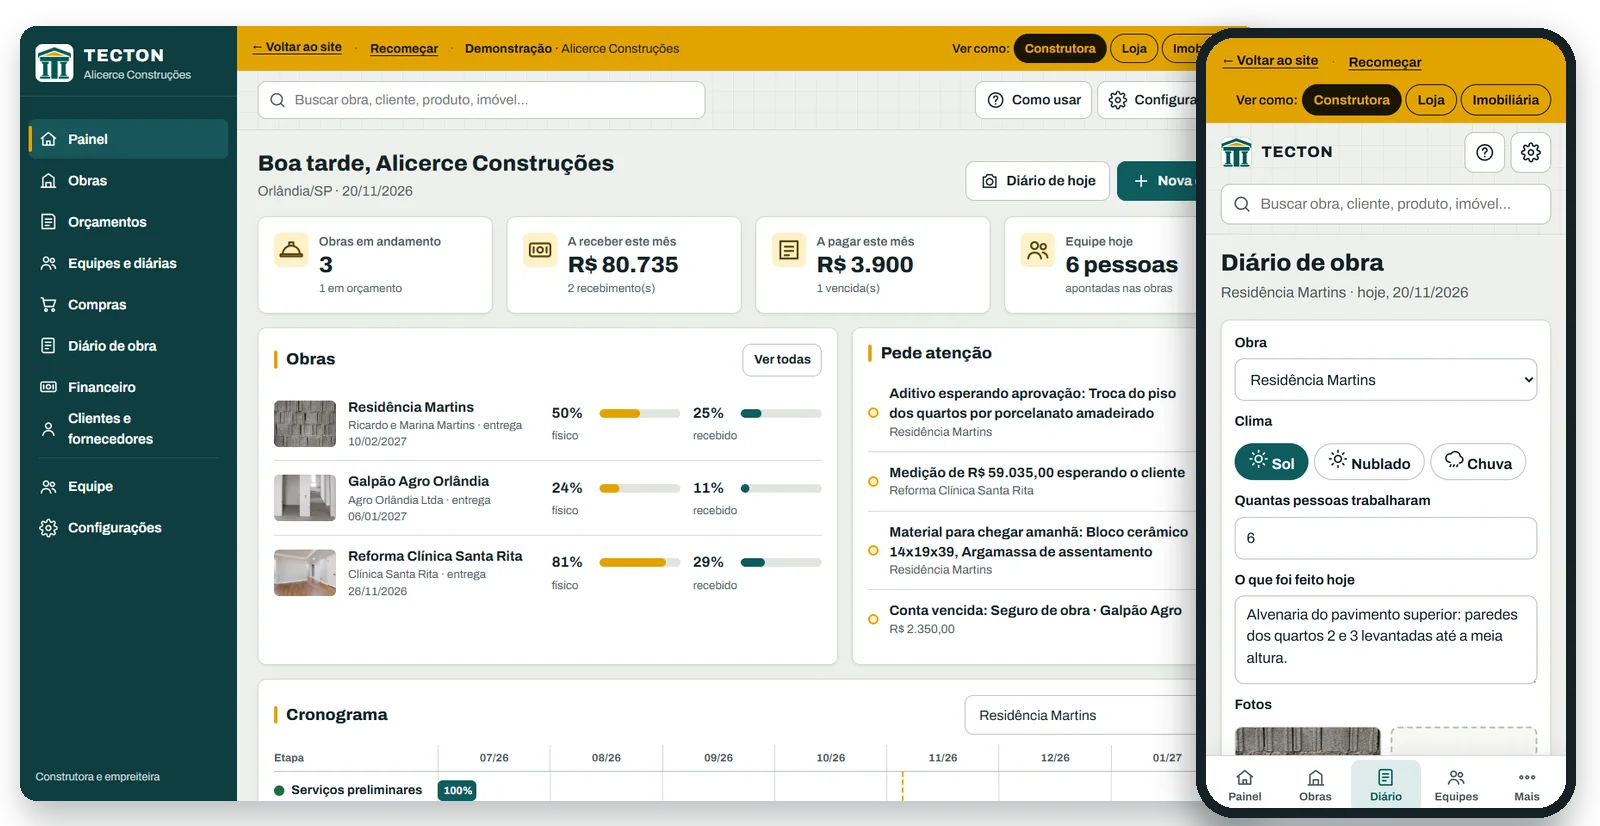 TECTON
Alicerce Construções
Painel
Obras
Orçamentos
Equipes e diárias
Compras
Diário de obra
Financeiro
Clientes e
fornecedores
Equipe
Configurações
Construtora e empreiteira
← Voltar ao site · Recomeçar · Demonstração · Alicerce Construções
Ver como: Construtora Loja Imob
Buscar obra, cliente, produto, imóvel...
Como usar
Configura
Boa tarde, Alicerce Construções
Orlândia/SP · 20/11/2026
Diário de hoje
+ Nova
Obras em andamento
3
1 em orçamento
A receber este mês
R$ 80.735
2 recebimento(s)
A pagar este mês
R$ 3.900
1 vencida(s)
Equipe hoje
6 pessoas
apontadas nas obras
Obras
Ver todas
Residência Martins
Ricardo e Marina Martins · entrega
10/02/2027
50%
físico
25%
recebido
Galpão Agro Orlândia
Agro Orlândia Ltda · entrega
06/01/2027
24%
físico
11%
recebido
Reforma Clínica Santa Rita
Clínica Santa Rita · entrega
26/11/2026
81%
físico
29%
recebido
Pede atenção
Aditivo esperando aprovação: Troca do piso
dos quartos por porcelanato amadeirado
Residência Martins
Medição de R$ 59.035,00 esperando o cliente
Reforma Clínica Santa Rita
Material para chegar amanhã: Bloco cerâmico
14x19x39, Argamassa de assentamento
Residência Martins
Conta vencida: Seguro de obra · Galpão Agro
R$ 2.350,00
Cronograma
Residência Martins
Etapa 07/26 08/26 09/26 10/26 11/26 12/26 01/27
Serviços preliminares 100%
← Voltar ao site · Recomeçar
Ver como: Construtora Loja Imobiliária
TECTON
Buscar obra, cliente, produto, imóvel...
Diário de obra
Residência Martins · hoje, 20/11/2026
Obra
Residência Martins
Clima
Sol Nublado Chuva
Quantas pessoas trabalharam
6
O que foi feito hoje
Alvenaria do pavimento superior: paredes
dos quartos 2 e 3 levantadas até a meia
altura.
Fotos
Painel Obras Diário Equipes Mais